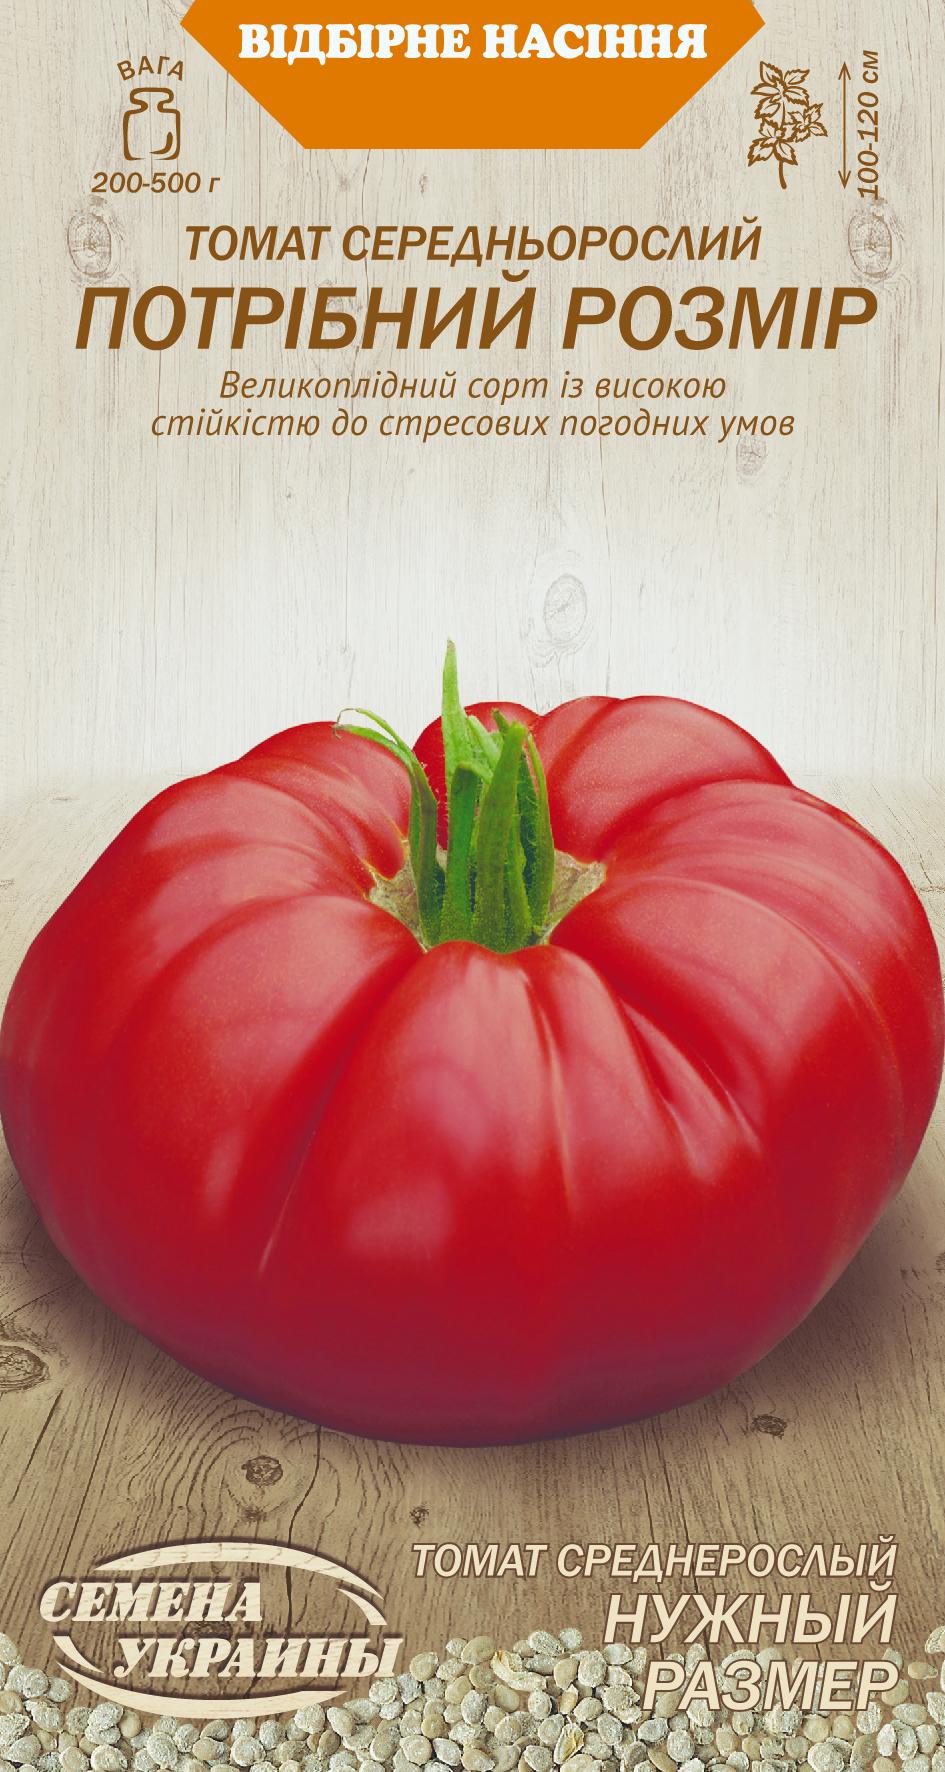 ВІДБІРНЕ НАСІННЯ
ВАГА
200-500 г
100-120 см
ТОМАТ СЕРЕДНЬОРОСЛИЙ
ПОТРІБНИЙ РОЗМІР
Великоплідний сорт із високою
стійкістю до стресових погодних умов
СЕМЕНА
УКРАИНЫ
ТОМАТ СРЕДНЕРОСЛЫЙ
НУЖНЫЙ
РАЗМЕР